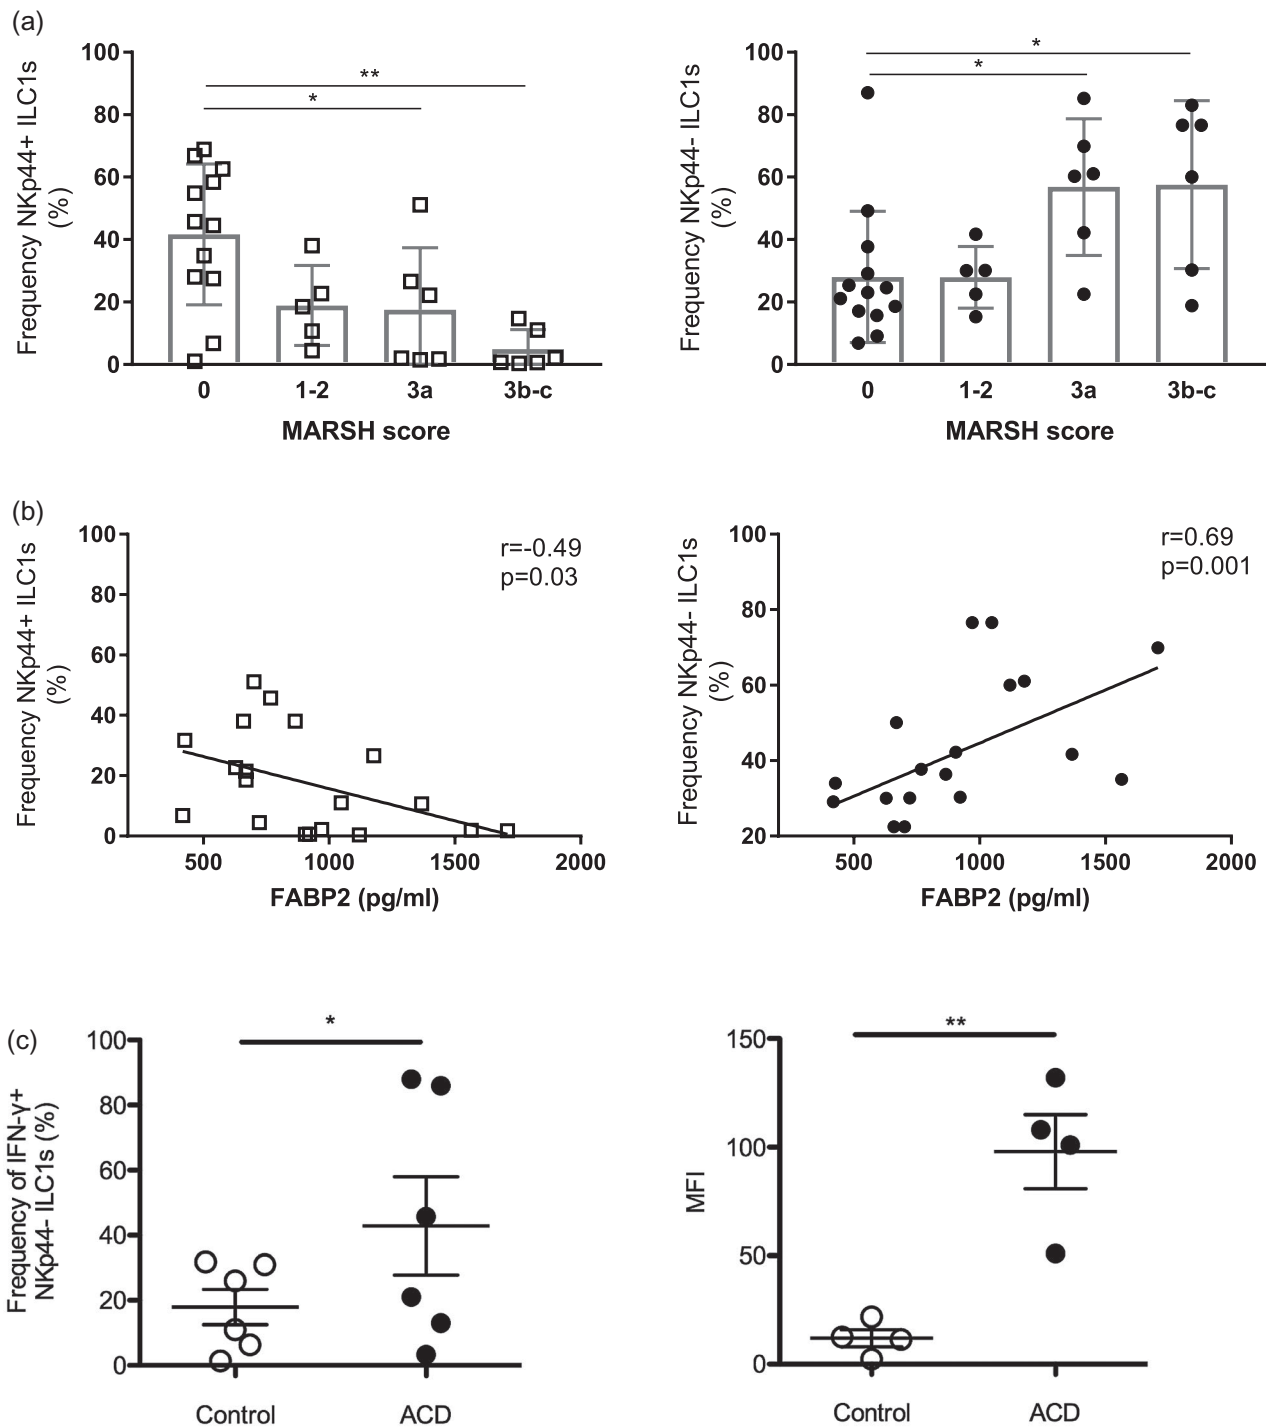 (a)
Frequency NKp44+ ILC1s
(%)
100
80
60
40
20
0
**
*
0 1-2 3a 3b-c
MARSH score
Frequency NKp44- ILC1s
(%)
100
80
60
40
20
0
*
*
0 1-2 3a 3b-c
MARSH score
(b)
Frequency NKp44+ ILC1s
(%)
100
80
60
40
20
0
r=-0.49
p=0.03
500 1000 1500 2000
FABP2 (pg/ml)
Frequency NKp44- ILC1s
(%)
100
80
60
40
20
r=0.69
p=0.001
500 1000 1500 2000
FABP2 (pg/ml)
(c)
Frequency of IFN-γ+
NKp44- ILC1s (%)
100
80
60
40
20
0
*
Control ACD
MFI
150
100
50
0
**
Control ACD